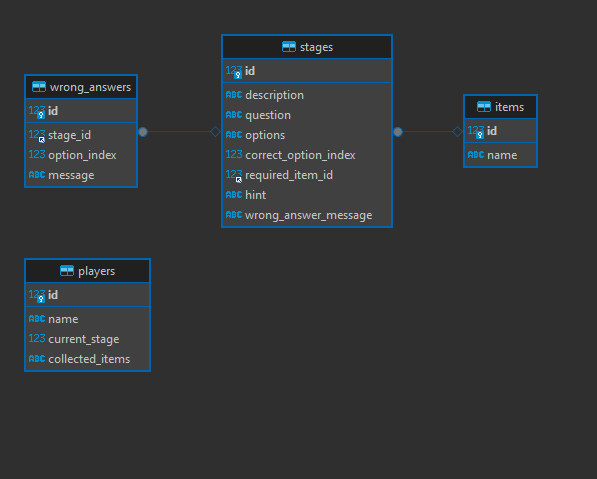 wrong_answers
123 id
123 stage_id
123 option_index
ABC message
stages
123 id
ABC description
ABC question
ABC options
123 correct_option_index
123 required_item_id
ABC hint
ABC wrong_answer_message
items
123 id
ABC name
players
123 id
ABC name
123 current_stage
ABC collected_items